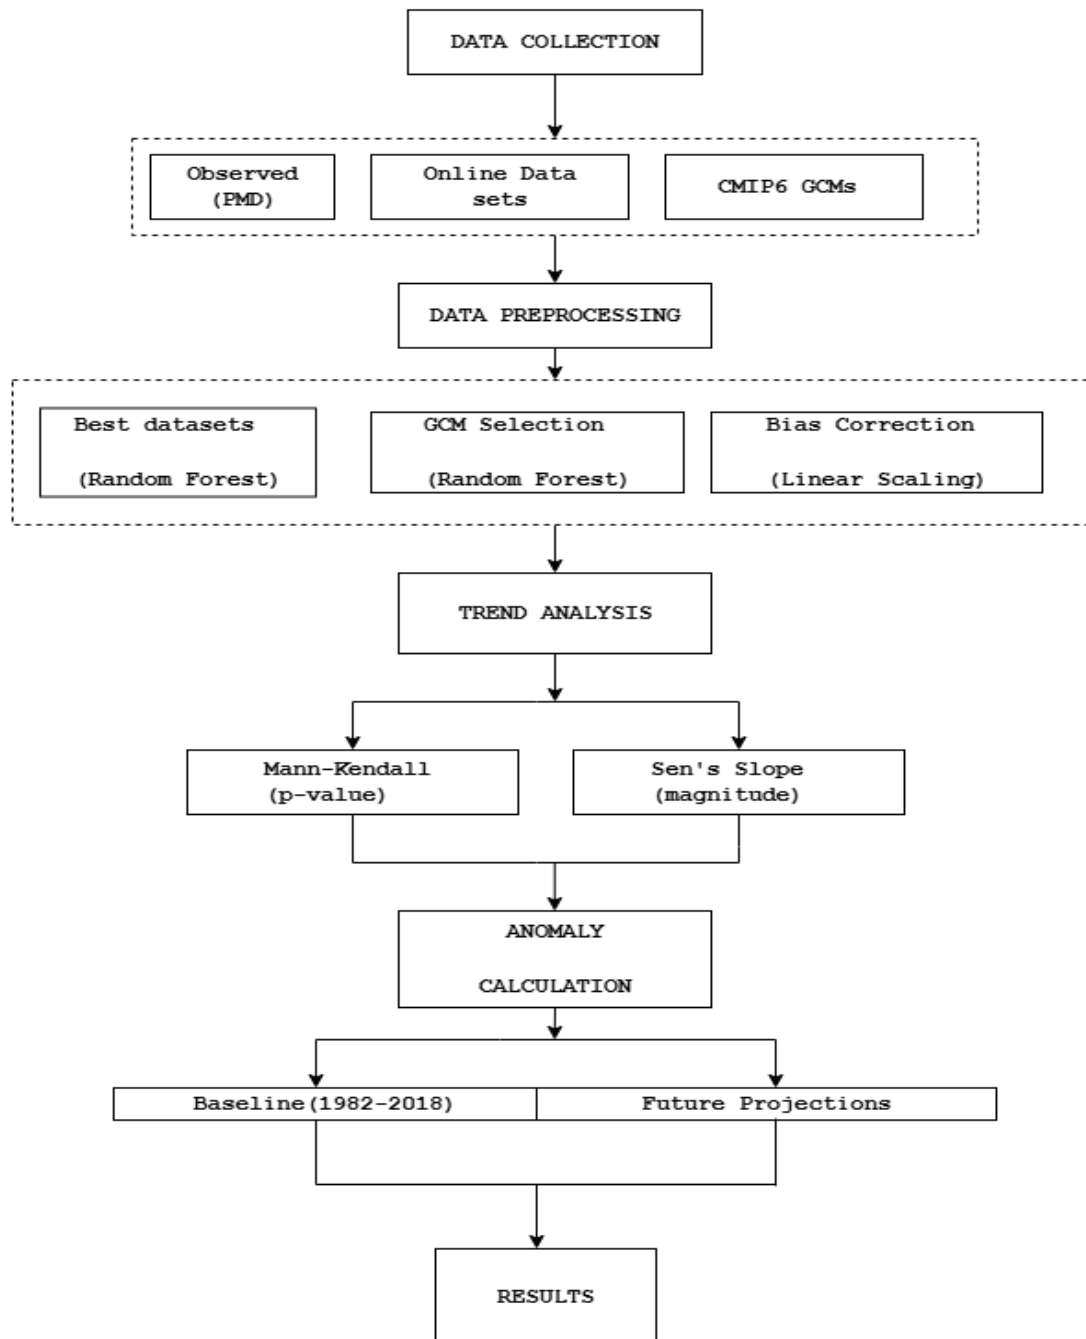 DATA COLLECTION
Observed
(PMD)
Online Data
sets
CMIP6 GCMs
DATA PREPROCESSING
Best datasets
(Random Forest)
GCM Selection
(Random Forest)
Bias Correction
(Linear Scaling)
TREND ANALYSIS
Mann-Kendall
(p-value)
Sen's Slope
(magnitude)
ANOMALY
CALCULATION
Baseline(1982-2018)
Future Projections
RESULTS